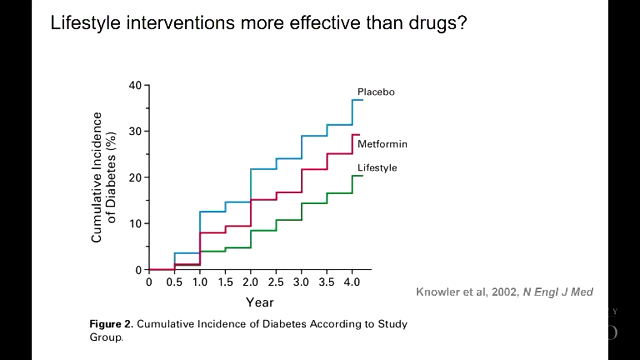 Lifestyle interventions more effective than drugs?
40
30
20
10
0
Cumulative Incidence
of Diabetes (%)
Placebo
Metformin
Lifestyle
0 0.5 1.0 1.5 2.0 2.5 3.0 3.5 4.0
Year
Knowler et al, 2002, N Engl J Med
Figure 2. Cumulative Incidence of Diabetes According to Study
Group.